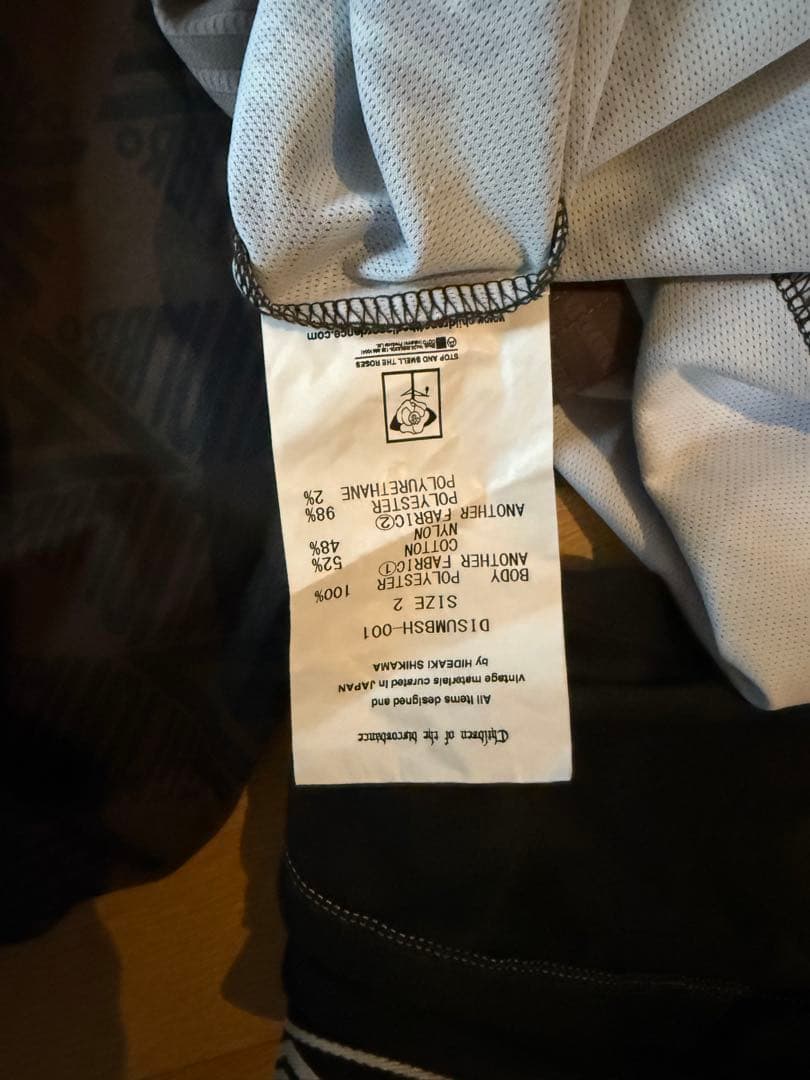 Children of the discordance
All items designed and
vintage materials curated in JAPAN
by HIDEAKI SHIKAMA
DISUMBSH-001
SIZE 2
BODY POLYESTER 100%
ANOTHER FABRIC① 52%
COTTON 48%
NYLON
ANOTHER FABRIC② 98%
POLYESTER 2%
POLYURETHANE
STOP AND SMELL THE ROSES
www.childrenofthediscordance.com